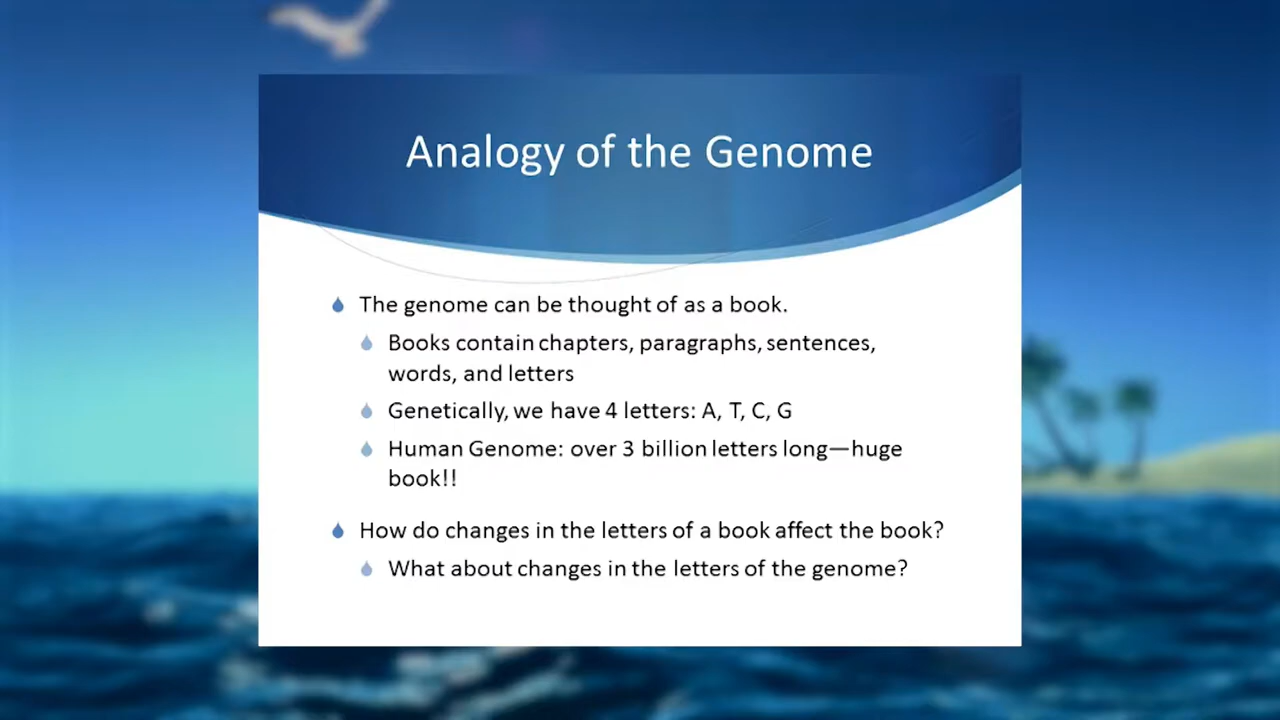 Analogy of the Genome
The genome can be thought of as a book.
Books contain chapters, paragraphs, sentences,
words, and letters
Genetically, we have 4 letters: A, T, C, G
Human Genome: over 3 billion letters long—huge
book!!
How do changes in the letters of a book affect the book?
What about changes in the letters of the genome?